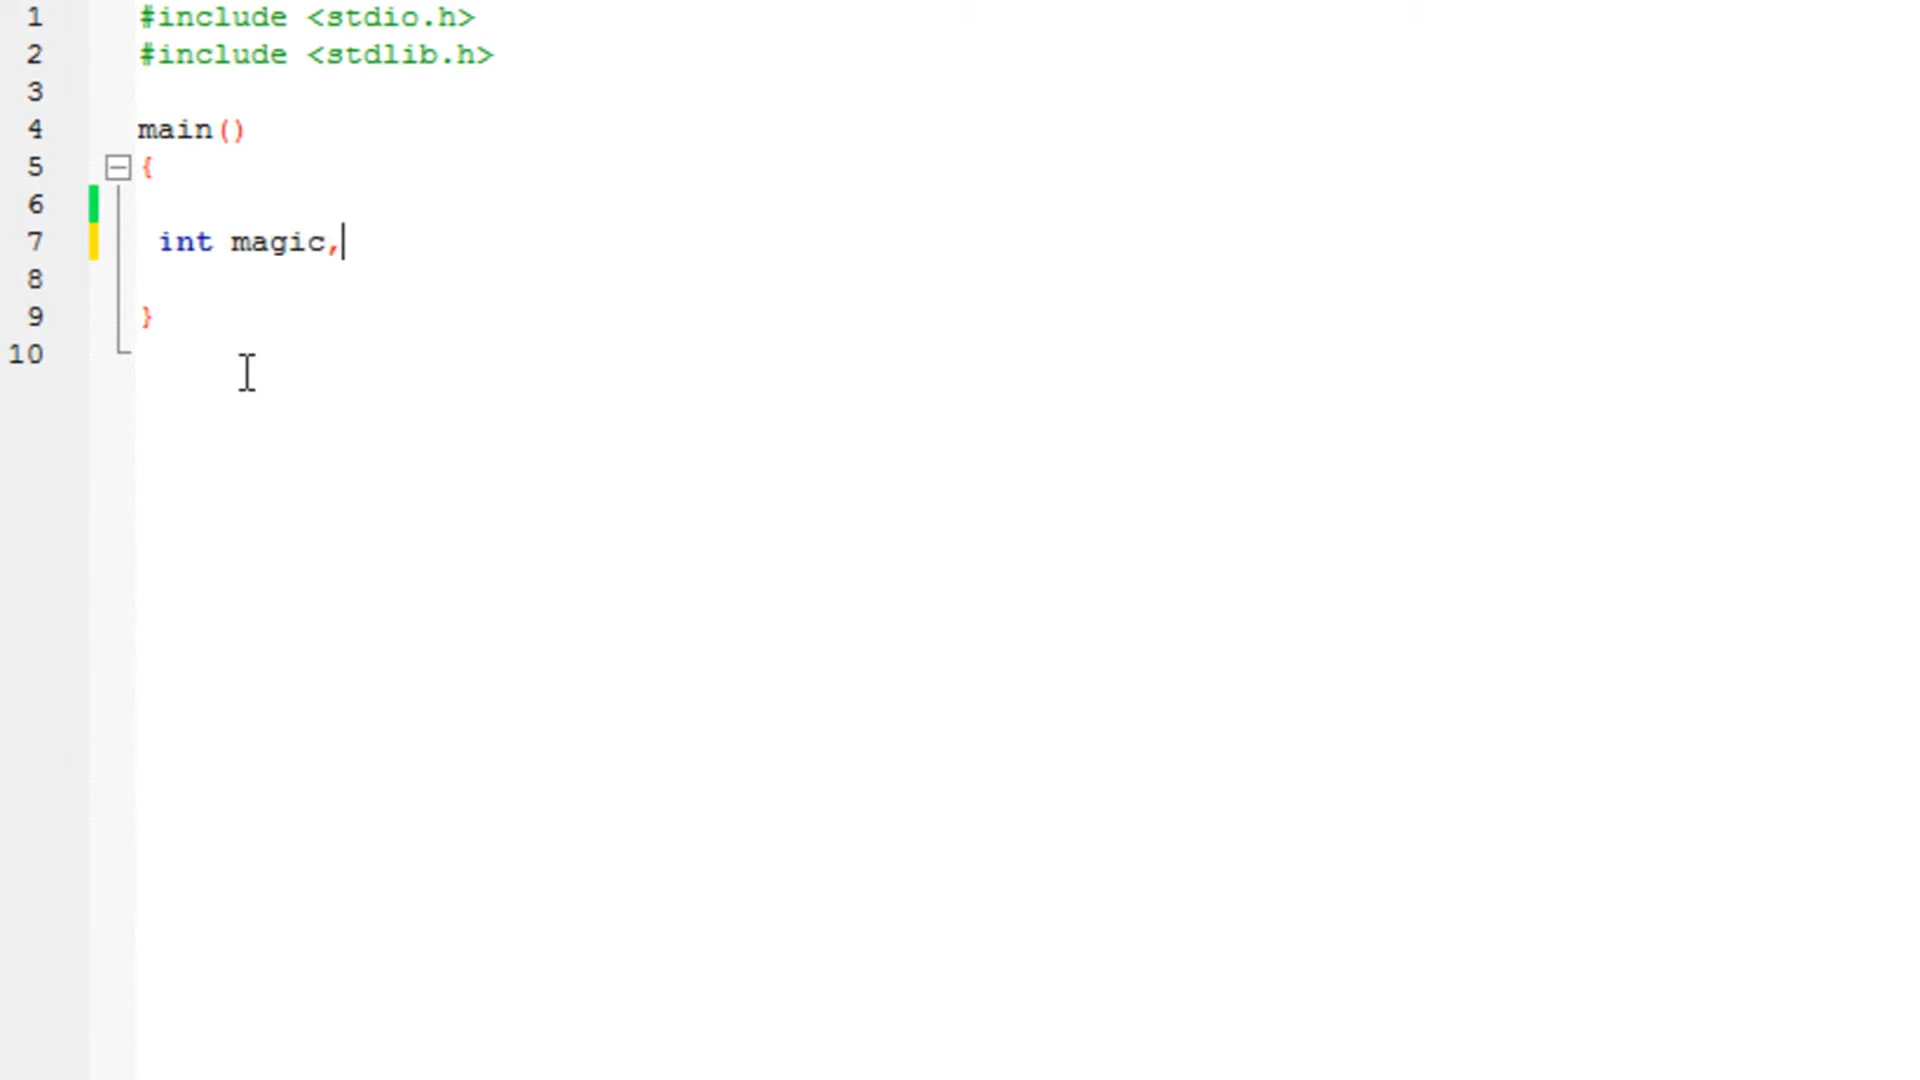 1 #include <stdio.h>
2 #include <stdlib.h>
3
4 main()
5 {
6
7 int magic,
8
9 }
10